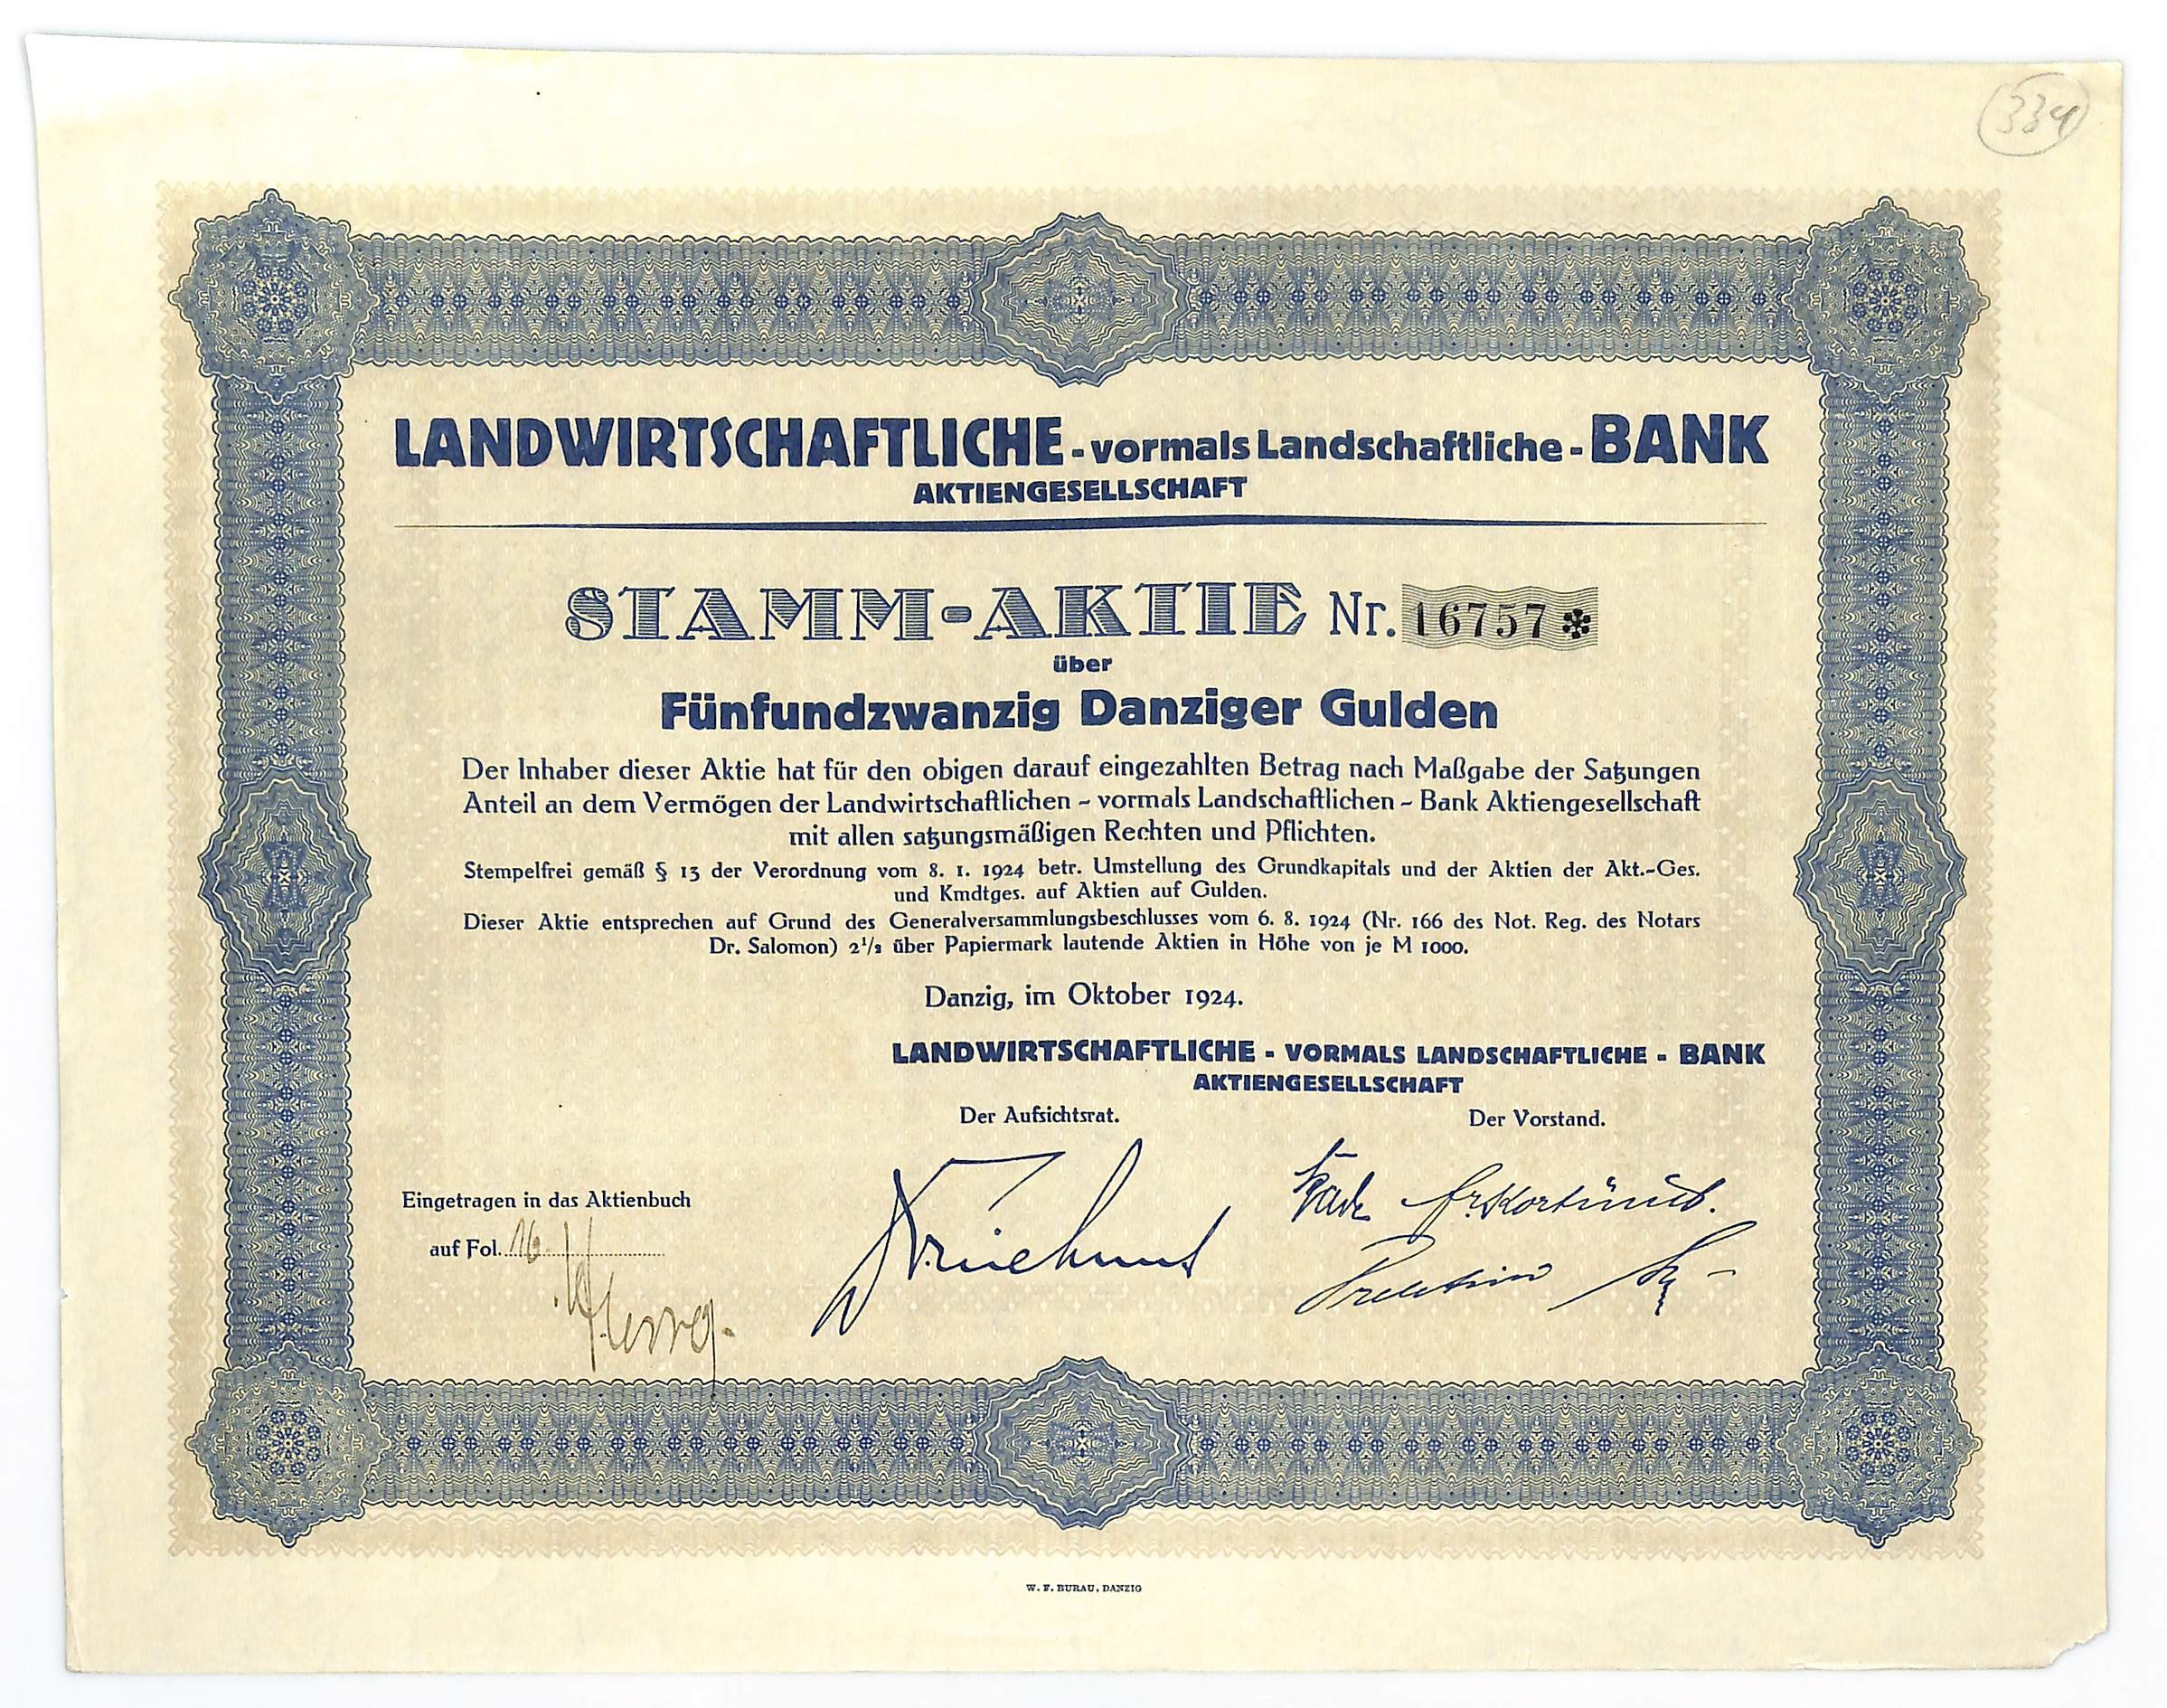 334
LANDWIRTSCHAFTLICHE - vormals Landschaftliche - BANK
AKTIENGESELLSCHAFT
STAMM-AKTIE Nr. 16757
über
Fünfundzwanzig Danziger Gulden
Der Inhaber dieser Aktie hat für den obigen darauf eingezahlten Betrag nach Maßgabe der Satzungen
Anteil an dem Vermögen der Landwirtschaftlichen - vormals Landschaftlichen - Bank Aktiengesellschaft
mit allen satzungsmäßigen Rechten und Pflichten.
Stempelfrei gemäß § 13 der Verordnung vom 8. 1. 1924 betr. Umstellung des Grundkapitals und der Aktien der Akt.-Ges.
und Kmdtges. auf Aktien auf Gulden.
Dieser Aktie entsprechen auf Grund des Generalversammlungsbeschlusses vom 6. 8. 1924 (Nr. 166 des Not. Reg. des Notars
Dr. Salomon) 2 1/2 über Papiermark lautende Aktien in Höhe von je M 1000.
Danzig, im Oktober 1924.
LANDWIRTSCHAFTLICHE - VORMALS LANDSCHAFTLICHE - BANK
AKTIENGESELLSCHAFT
Der Aufsichtsrat. Der Vorstand.
Eingetragen in das Aktienbuch
auf Fol. 16
W. F. BURAU, DANZIG